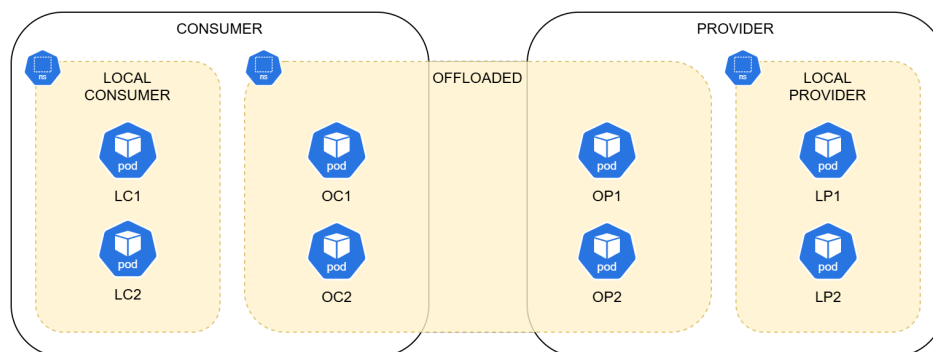 CONSUMER
PROVIDER
ns
LOCAL
CONSUMER
ns
OFFLOADED
ns
LOCAL
PROVIDER
pod
LC1
pod
OC1
pod
OP1
pod
LP1
pod
LC2
pod
OC2
pod
OP2
pod
LP2